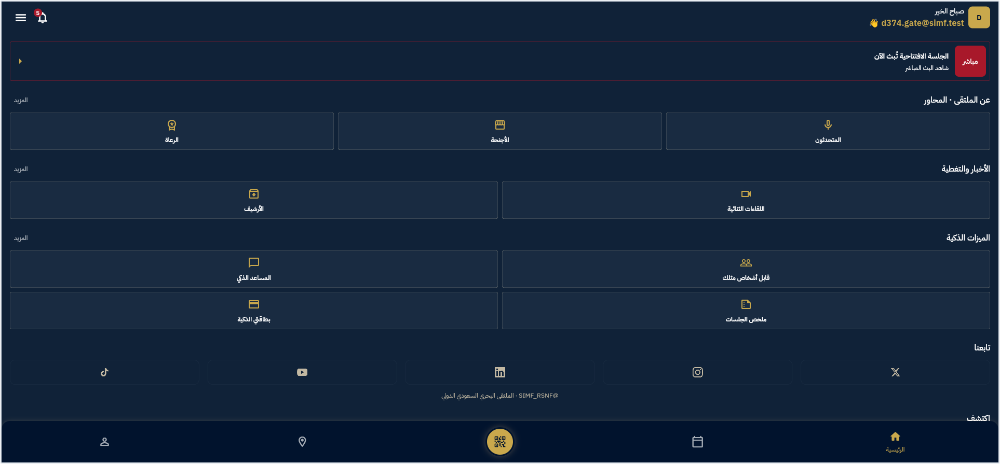 D
صباح الخير
d374.gate@simf.test 👋
5
مباشر
الجلسة الافتتاحية تُبث الآن
شاهد البث المباشر
عن الملتقى · المحاور
المزيد
المتحدثون
الأجنحة
الرعاة
الأخبار والتغطية
المزيد
اللقاءات الثنائية
الأرشيف
الميزات الذكية
المزيد
قابل أشخاص مثلك
المساعد الذكي
ملخص الجلسات
بطاقتي الذكية
تابعنا
@SIMF_RSNF · الملتقى البحري السعودي الدولي
اكتشف
الرئيسية